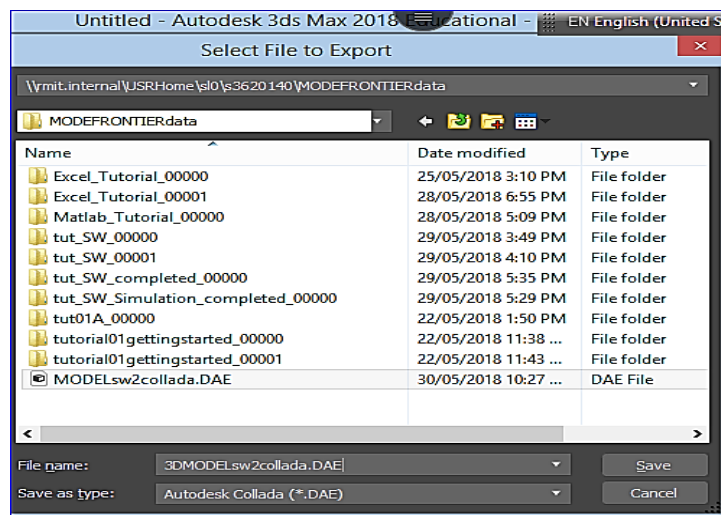 Untitled - Autodesk 3ds Max 2018 Educational - EN English (United S
Select File to Export
\\rmit.internal\USRHome\sl0\s3620140\MODEFRONTIERdata
MODEFRONTIERdata
Name Date modified Type
Excel_Tutorial_00000 25/05/2018 3:10 PM File folder
Excel_Tutorial_00001 28/05/2018 6:55 PM File folder
Matlab_Tutorial_00000 28/05/2018 5:09 PM File folder
tut_SW_00000 29/05/2018 3:49 PM File folder
tut_SW_00001 29/05/2018 4:10 PM File folder
tut_SW_completed_00000 29/05/2018 5:35 PM File folder
tut_SW_Simulation_completed_00000 29/05/2018 5:29 PM File folder
tut01A_00000 22/05/2018 1:50 PM File folder
tutorial01gettingstarted_00000 22/05/2018 11:38 ... File folder
tutorial01gettingstarted_00001 22/05/2018 11:43 ... File folder
MODELsw2collada.DAE 30/05/2018 10:27 ... DAE File
File name: 3DMODELsw2collada.DAE Save
Save as type: Autodesk Collada (*.DAE) Cancel